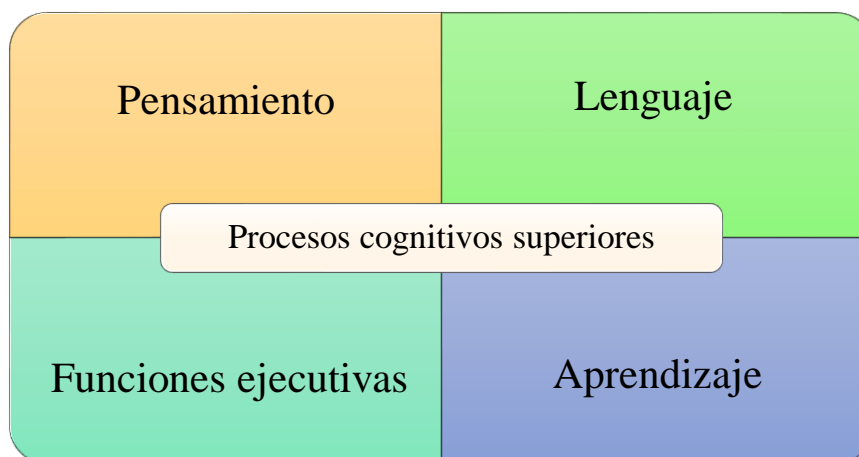 Pensamiento
Lenguaje
Procesos cognitivos superiores
Funciones ejecutivas
Aprendizaje